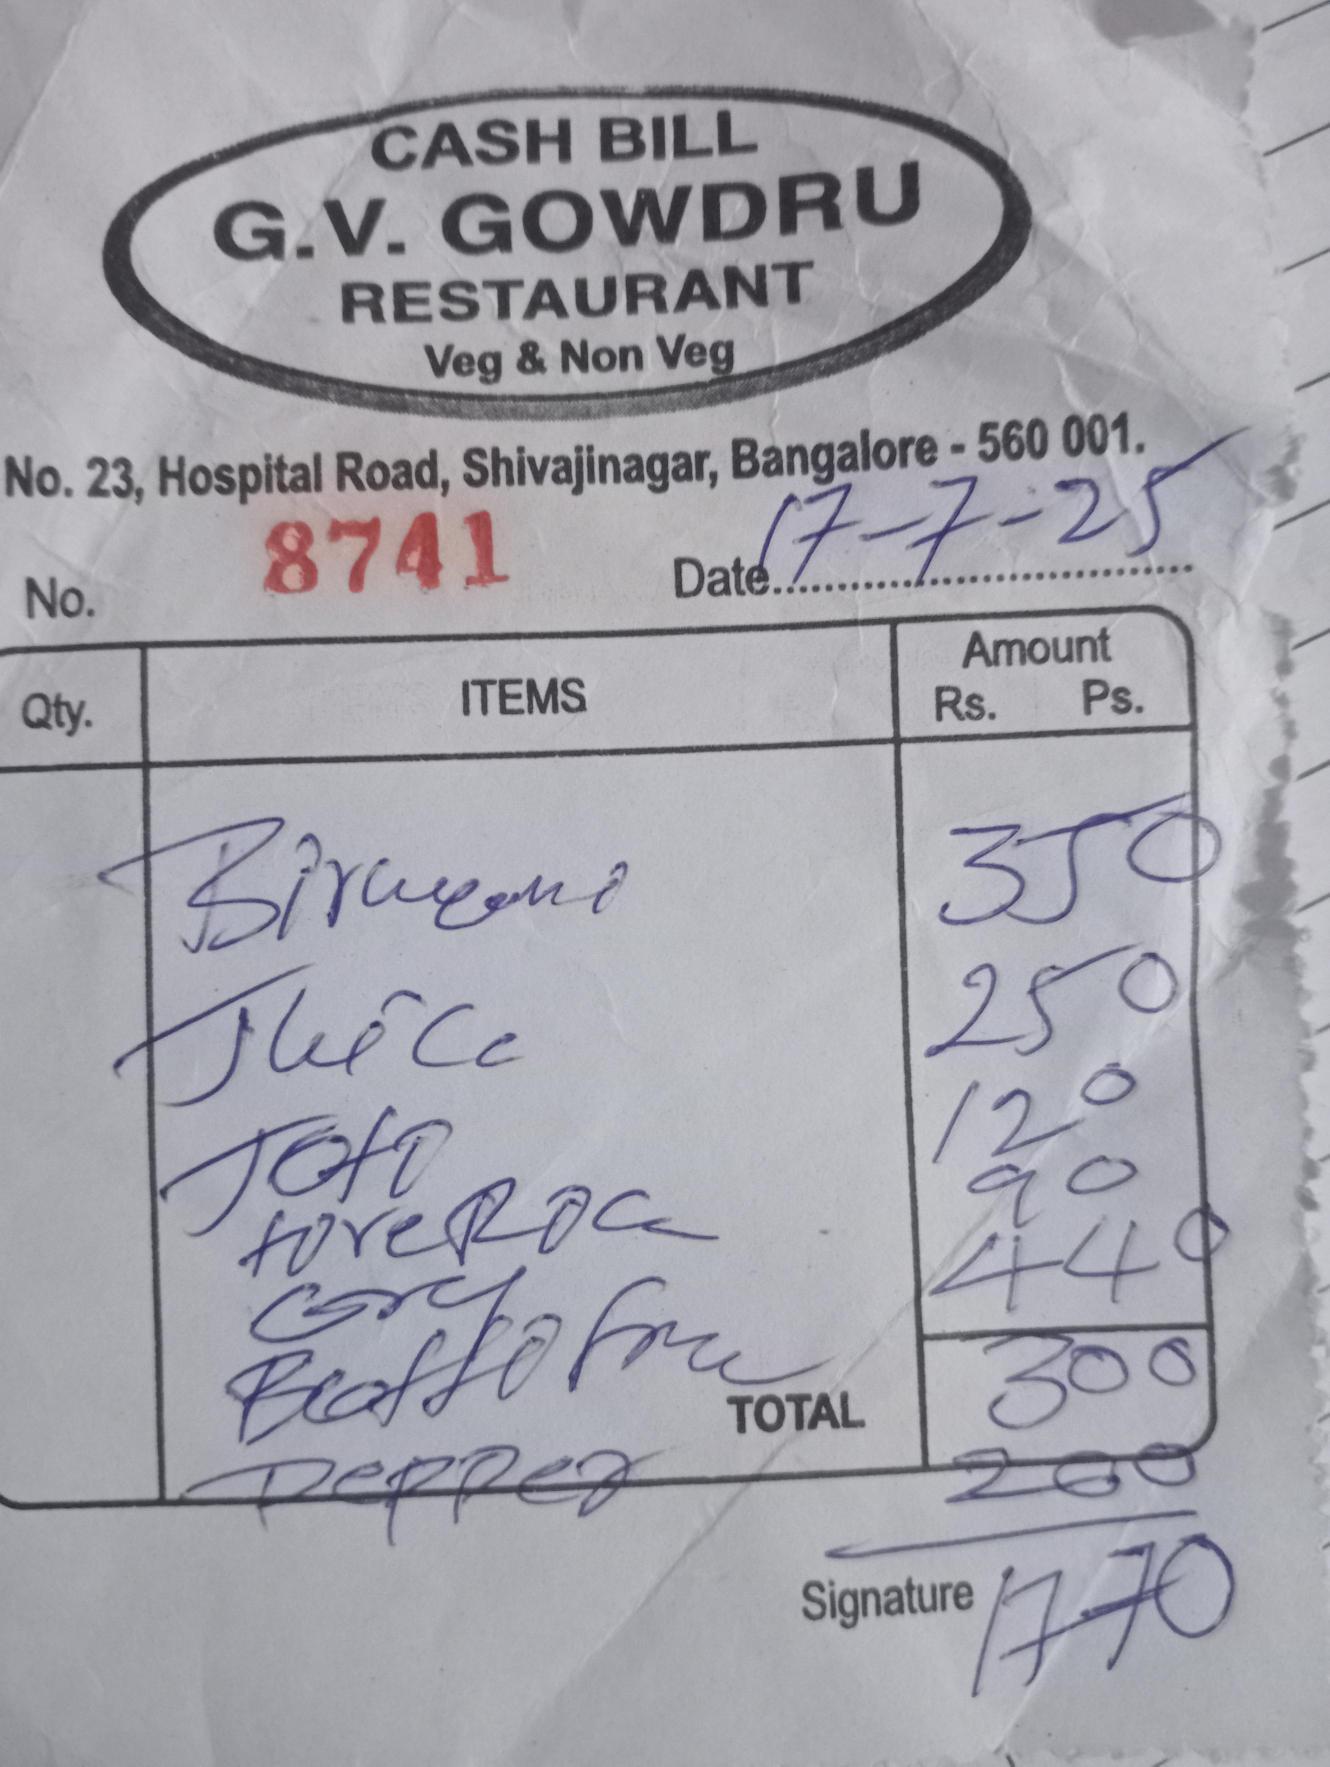 CASH BILL
G.V. GOWDRU
RESTAURANT
Veg & Non Veg
No. 23, Hospital Road, Shivajinagar, Bangalore - 560 001.
No. 8741 Date 17-7-25
Qty. ITEMS Amount
Rs. Ps.
350
250
120
90
440
TOTAL 300
Pepper 200
Signature 1770